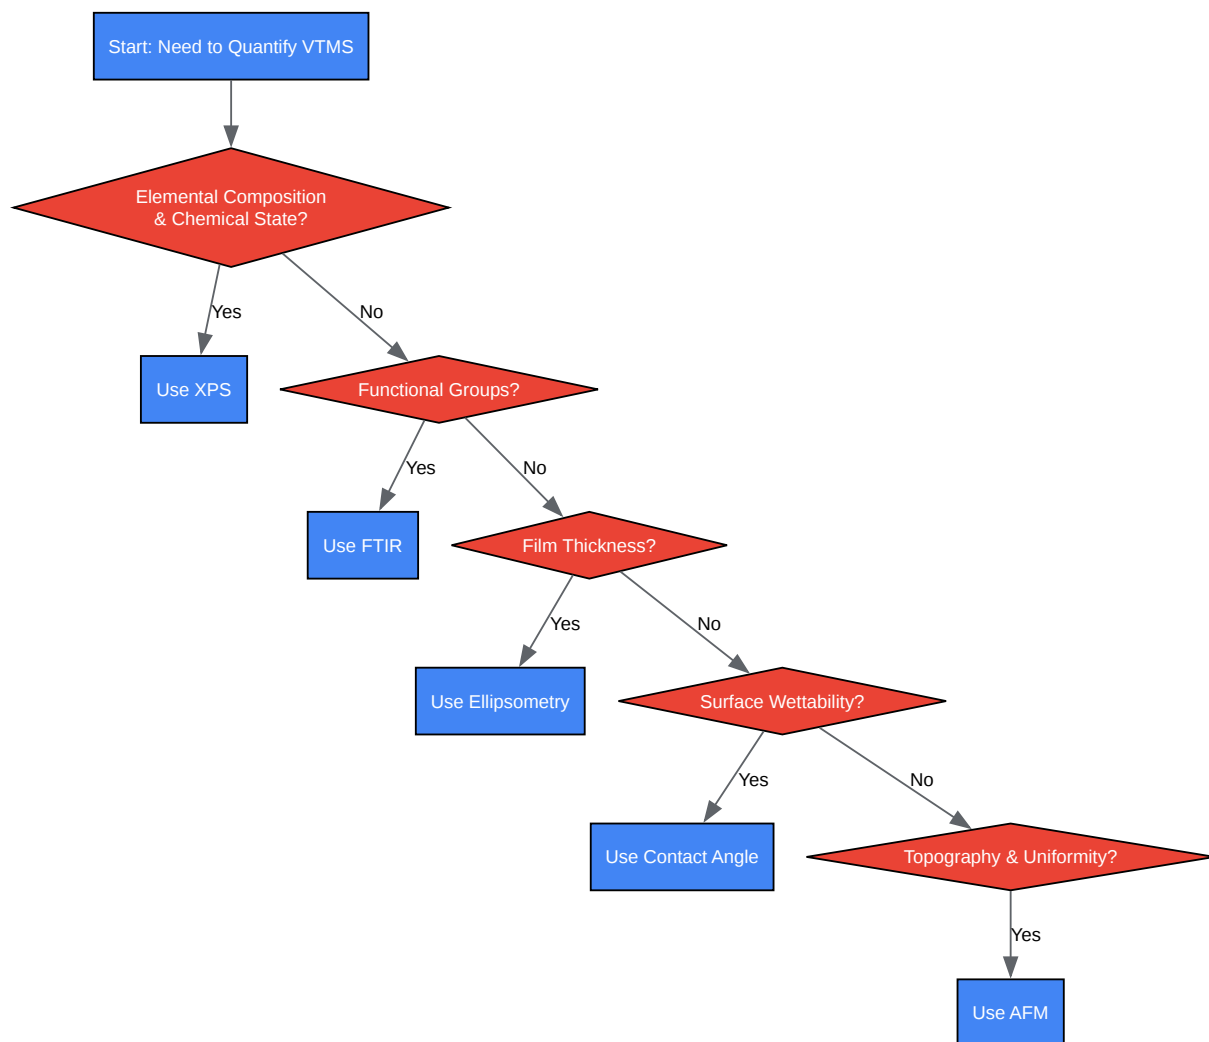 Start: Need to Quantify VTMS
Elemental Composition
& Chemical State?
Yes
No
Use XPS
Functional Groups?
Yes
No
Use FTIR
Film Thickness?
Yes
No
Use Ellipsometry
Surface Wettability?
Yes
No
Use Contact Angle
Topography & Uniformity?
Yes
Use AFM